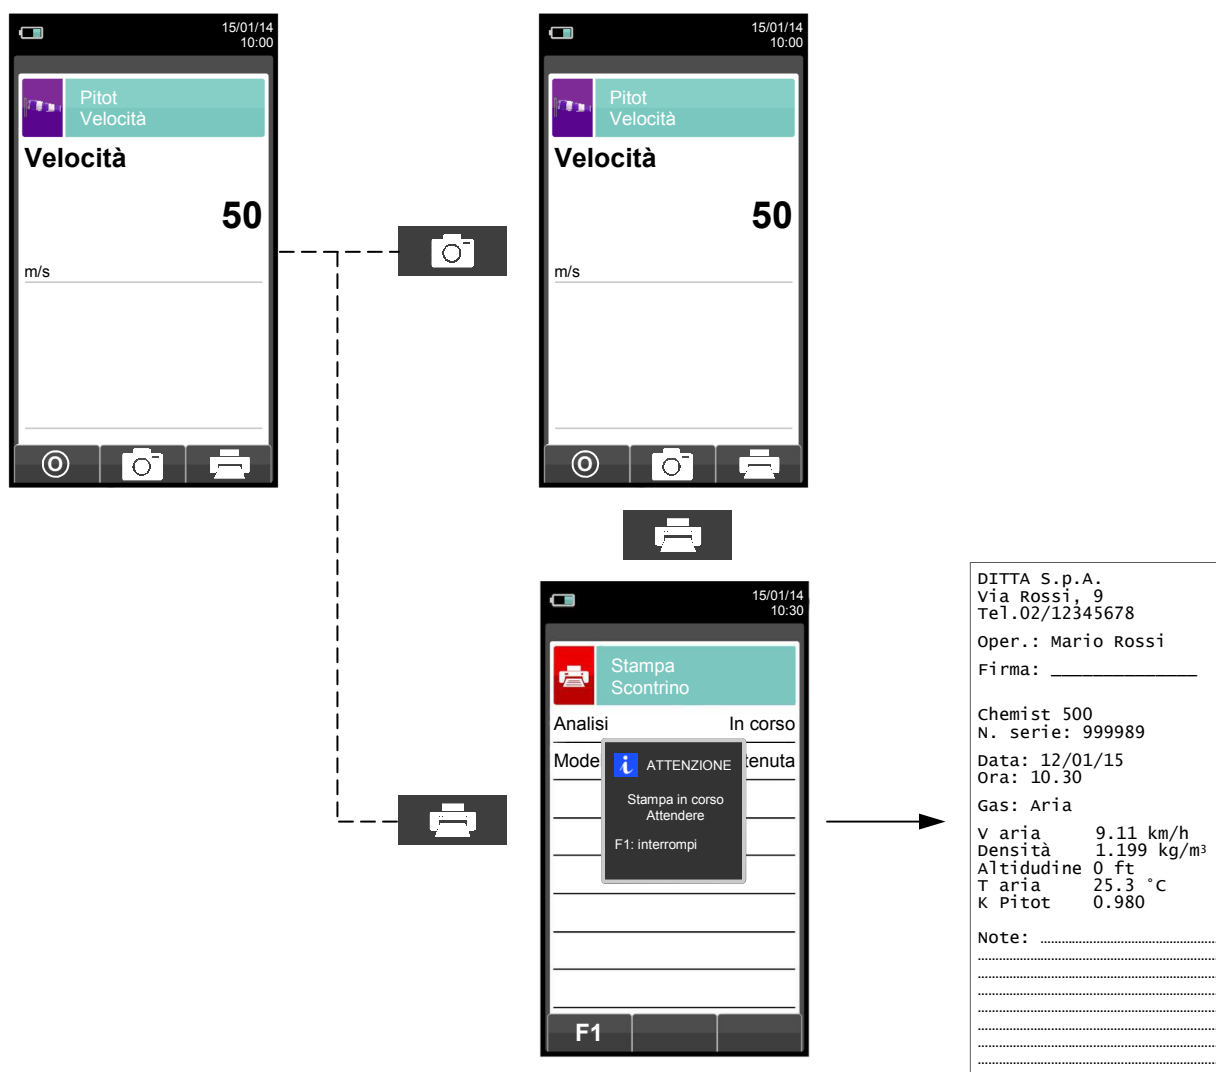 15/01/14
10:00
Pitot
Velocità
Velocità
50
m/s
15/01/14
10:00
Pitot
Velocità
Velocità
50
m/s
15/01/14
10:30
Stampa
Scontrino
Analisi In corso
Mode tenuta
ATTENZIONE
Stampa in corso
Attendere
F1: interrompi
F1
DITTA S.p.A.
Via Rossi, 9
Tel.02/12345678
Oper.: Mario Rossi
Firma: ______________
Chemist 500
N. serie: 999989
Data: 12/01/15
Ora: 10.30
Gas: Aria
V aria 9.11 km/h
Densità 1.199 kg/m³
Altidudine 0 ft
T aria 25.3 °C
K Pitot 0.980
Note: